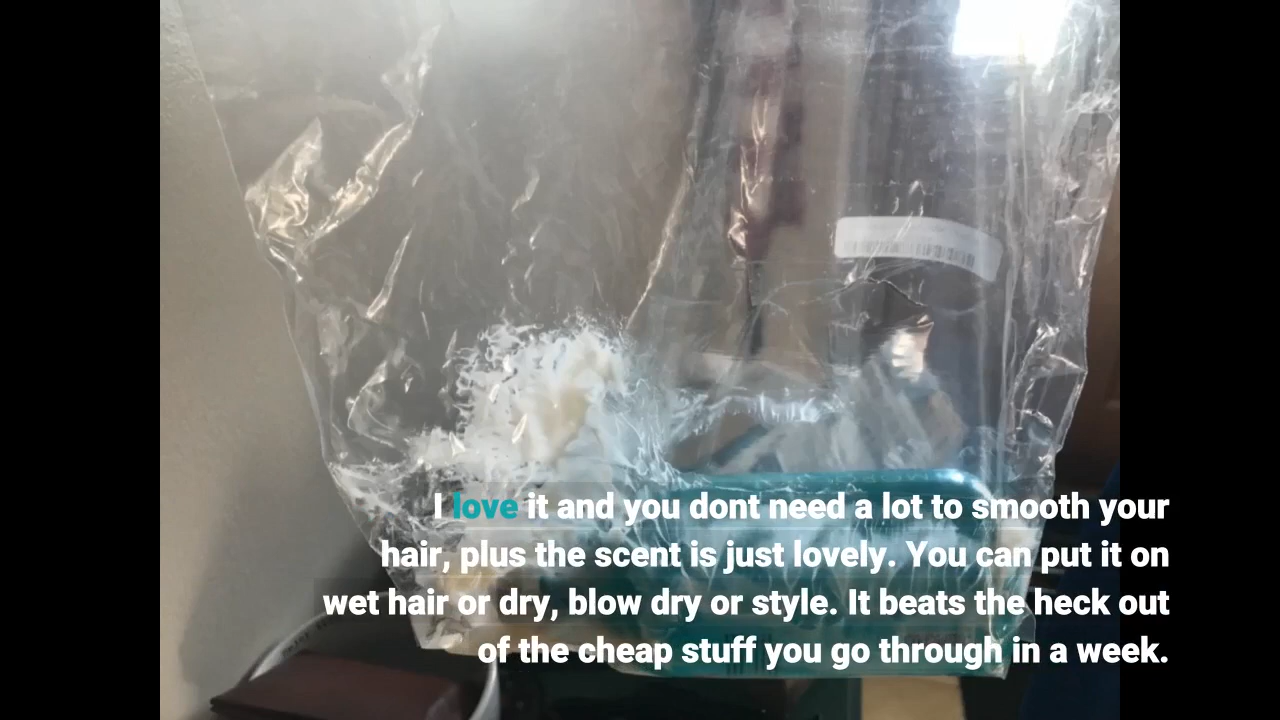 I love it and you dont need a lot to smooth your
hair, plus the scent is just lovely. You can put it on
wet hair or dry, blow dry or style. It beats the heck out
of the cheap stuff you go through in a week.